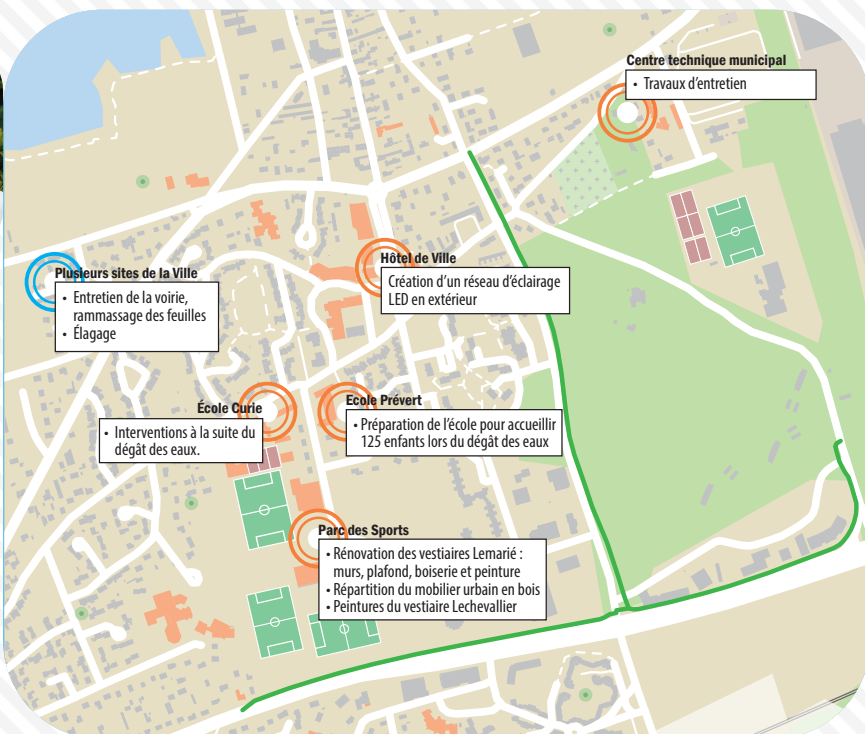 Centre technique municipal
• Travaux d'entretien
Plusieurs sites de la Ville
• Entretien de la voirie,
rammassage des feuilles
• Élagage
Hôtel de Ville
Création d'un réseau d'éclairage
LED en extérieur
École Curie
• Interventions à la suite du
dégât des eaux.
Ecole Prévert
• Préparation de l'école pour accueillir
125 enfants lors du dégât des eaux
Parc des Sports
• Rénovation des vestiaires Lemarié :
murs, plafond, boiserie et peinture
• Répartition du mobilier urbain en bois
• Peintures du vestiaire Lechevallier